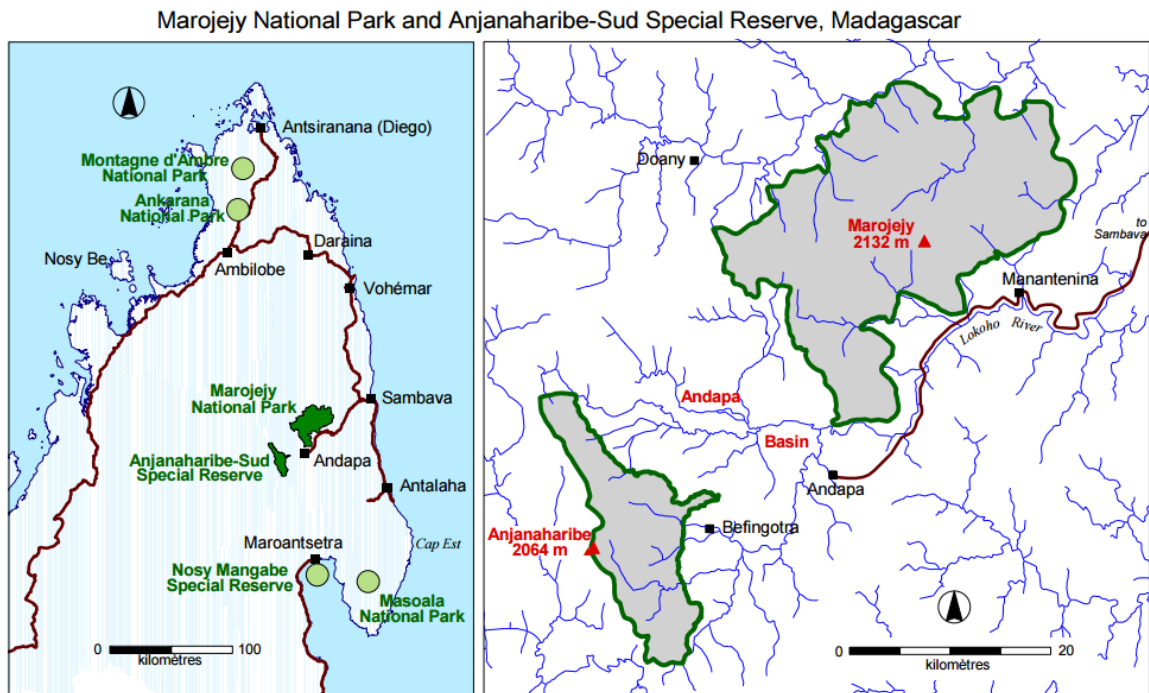 Marojejy National Park and Anjanaharibe-Sud Special Reserve, Madagascar
Antsiranana (Diego)
Montagne d'Ambre
National Park
Ankarana
National Park
Nosy Be
Ambilobe
Daraina
Vohémar
Marojejy
National Park
Sambava
Anjanaharibe-Sud
Special Reserve
Andapa
Antalaha
Maroantsetra
Cap Est
Nosy Mangabe
Special Reserve
Masoala
National Park
0 100
kilomètres
Doany
Marojejy
2132 m
to
Sambava
Manantenina
Lokoho River
Andapa
Basin
Andapa
Anjanaharibe
2064 m
Befingotra
0 20
kilomètres